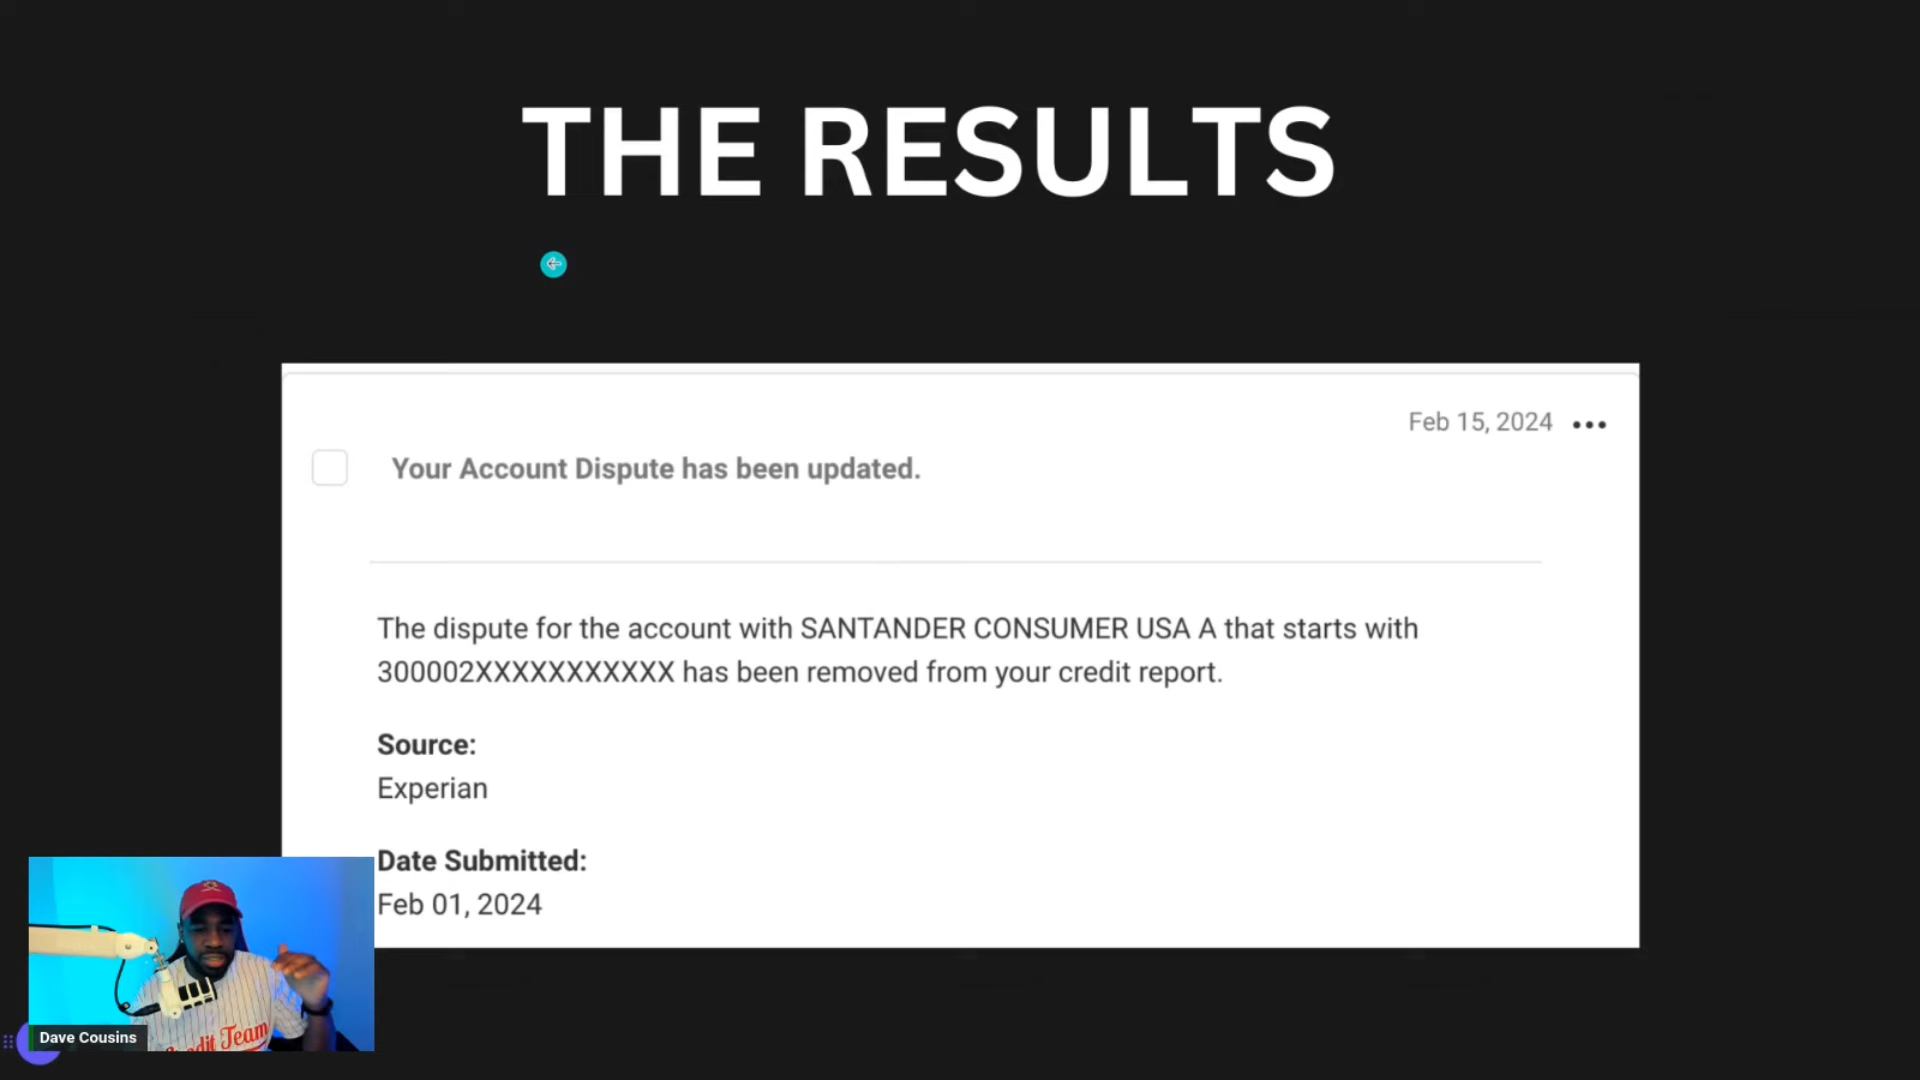 THE RESULTS
Feb 15, 2024
Your Account Dispute has been updated.
The dispute for the account with SANTANDER CONSUMER USA A that starts with
300002XXXXXXXXXXX has been removed from your credit report.
Source:
Experian
Date Submitted:
Feb 01, 2024
Credit Team
Dave Cousins